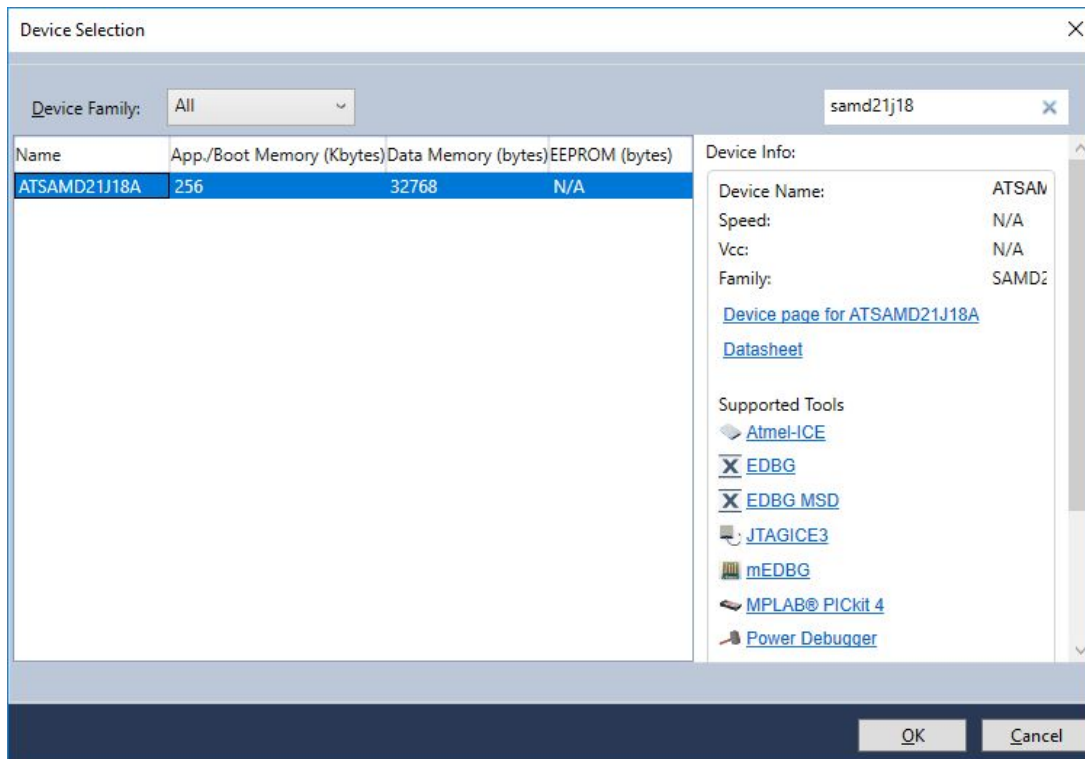 Device Selection
Device Family: All samd21j18
Name App./Boot Memory (Kbytes) Data Memory (bytes) EEPROM (bytes)
ATSAMD21J18A 256 32768 N/A
Device Info:
Device Name: ATSAM
Speed: N/A
Vcc: N/A
Family: SAMD2
Device page for ATSAMD21J18A
Datasheet
Supported Tools
Atmel-ICE
EDBG
EDBG MSD
JTAGICE3
mEDBG
MPLAB® PICkit 4
Power Debugger
OK Cancel